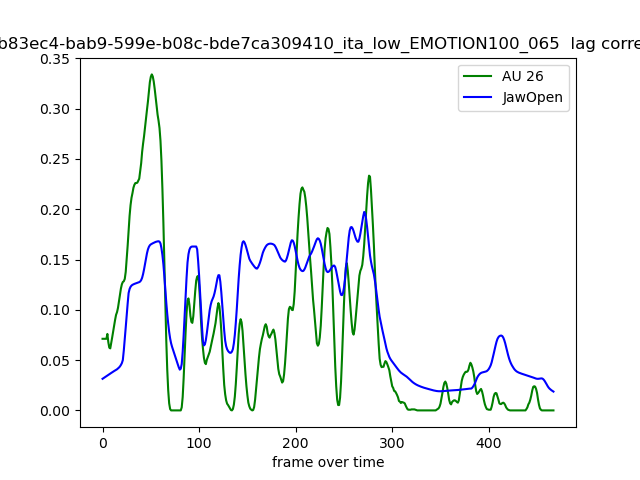 b83ec4-bab9-599e-b08c-bde7ca309410_ita_low_EMOTION100_065 lag corre
AU 26
JawOpen
0.35
0.30
0.25
0.20
0.15
0.10
0.05
0.00
0 100 200 300 400
frame over time